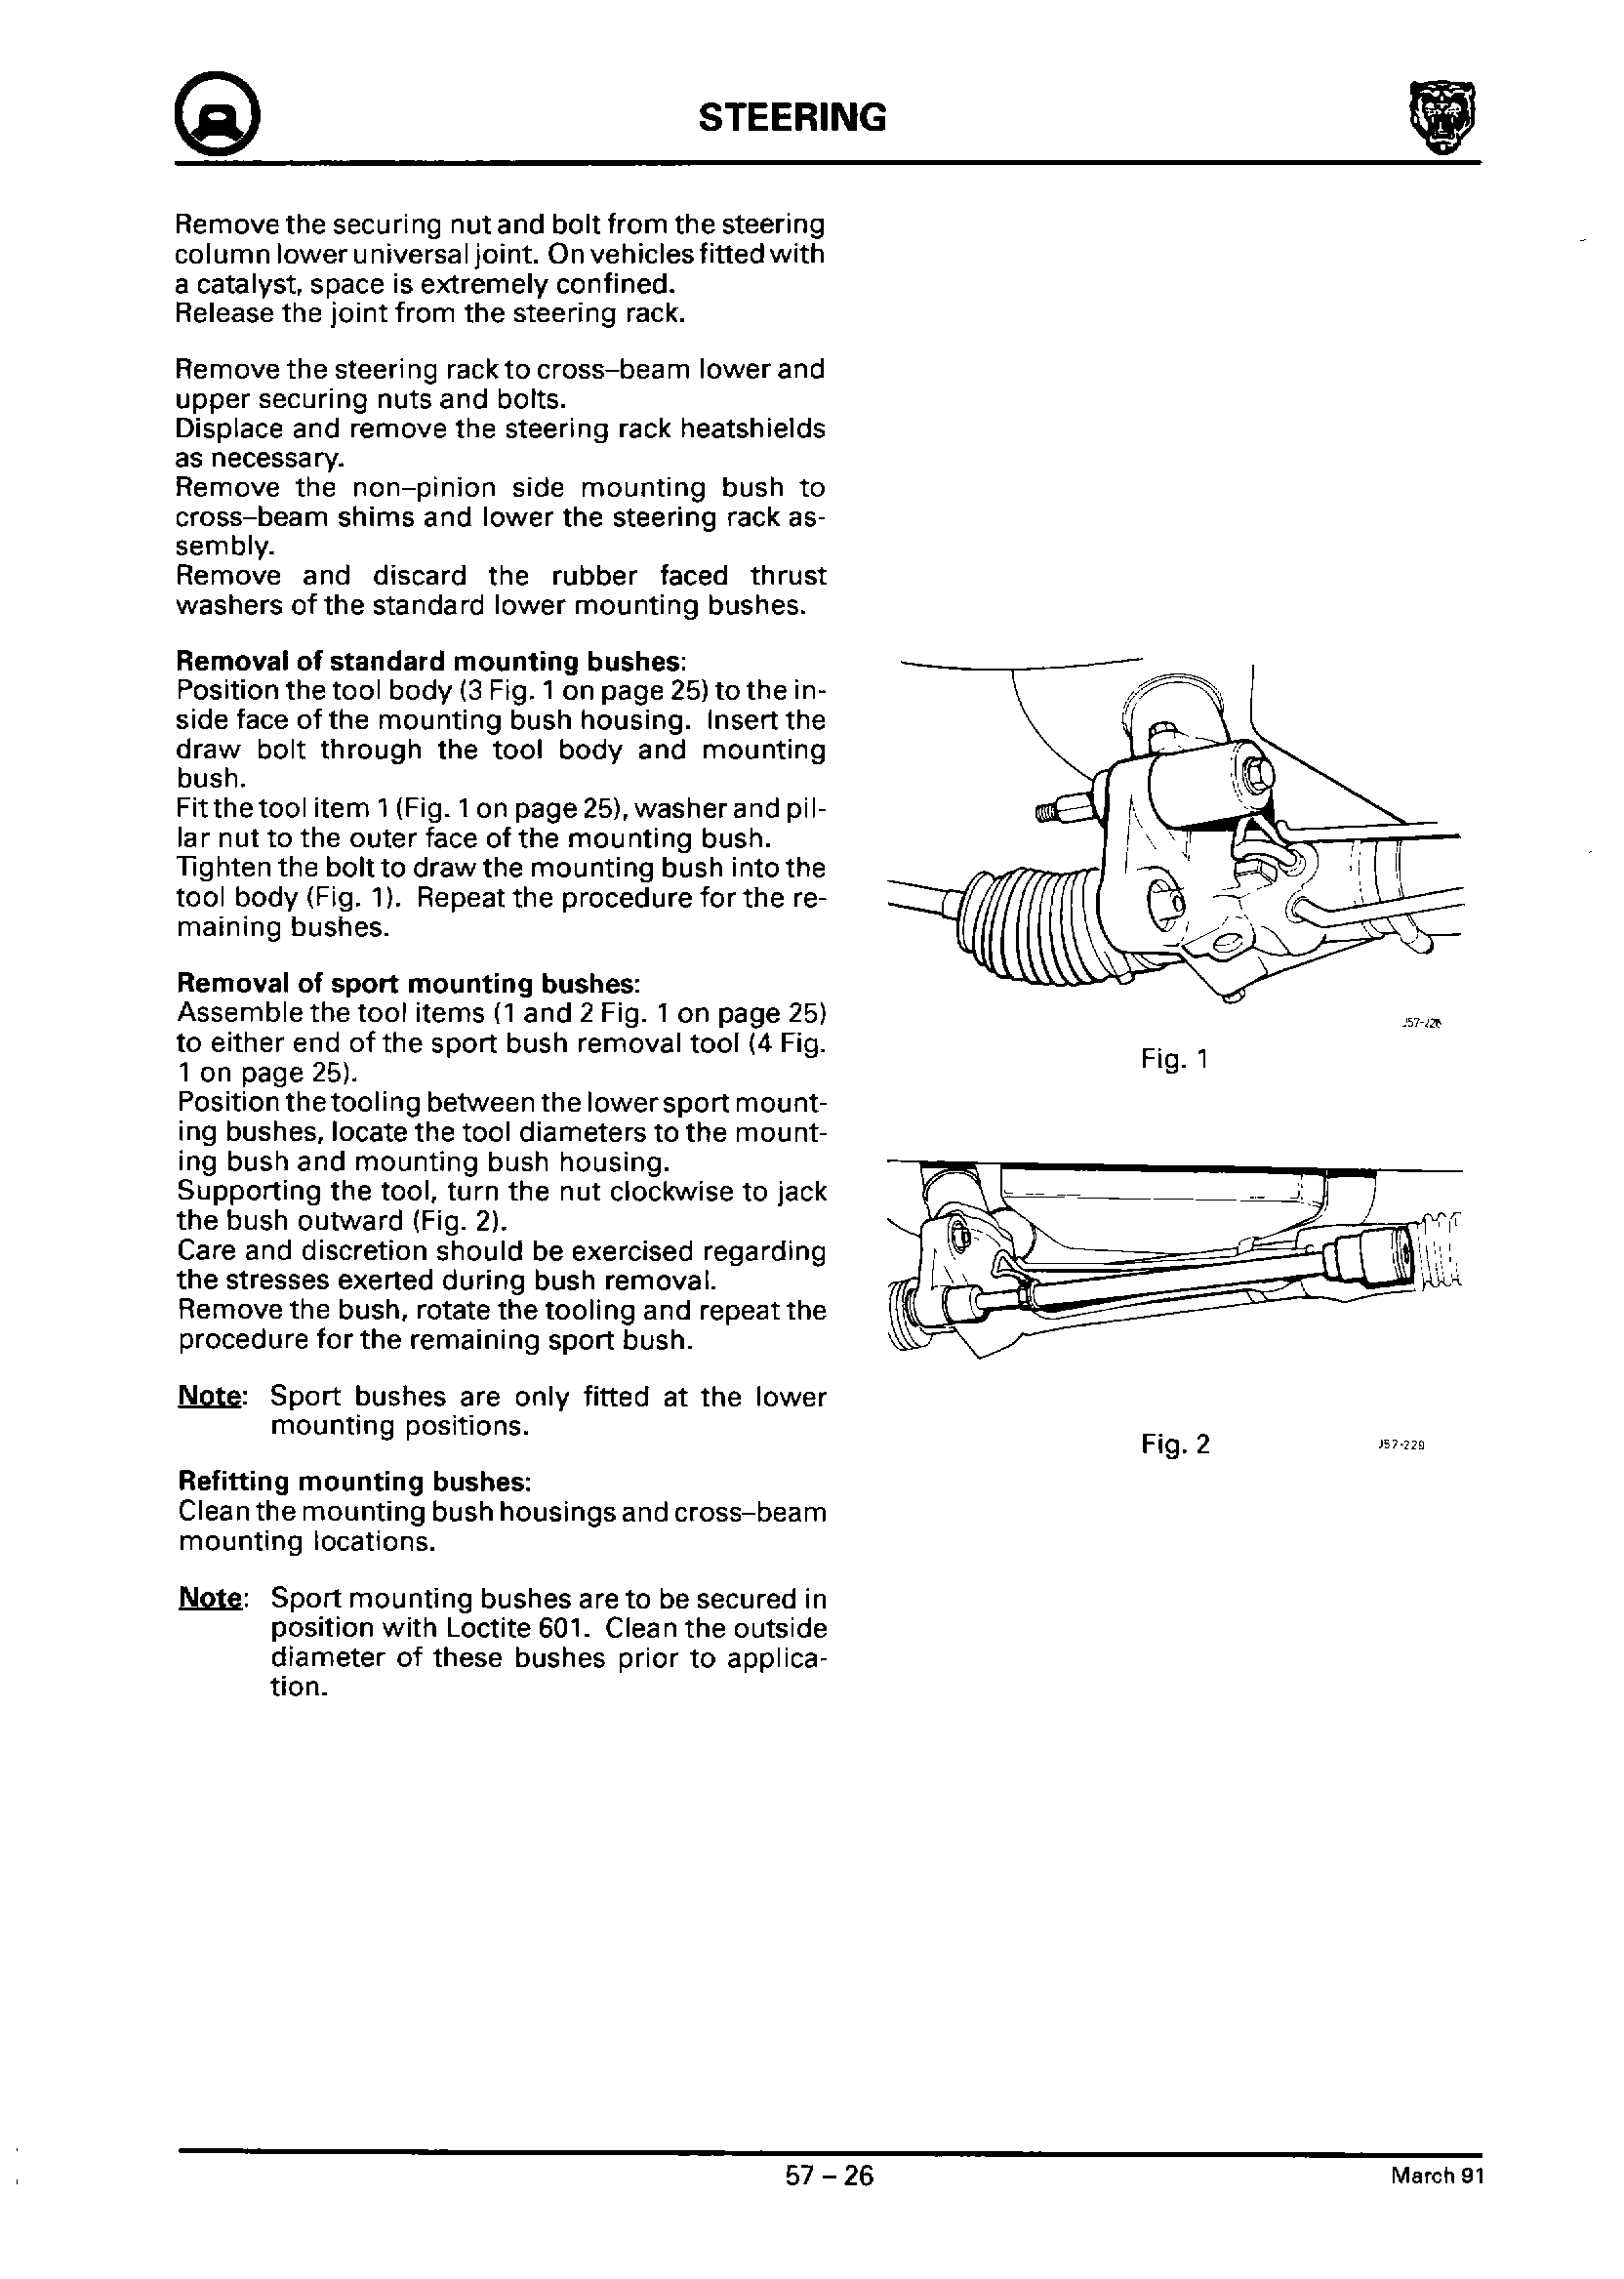 STEERING
Remove the securing nut and bolt from the steering
column lower universal joint. On vehicles fitted with
a catalyst, space is extremely confined.
Release the joint from the steering rack.
Remove the steering rack to cross–beam lower and
upper securing nuts and bolts.
Displace and remove the steering rack heatshields
as necessary.
Remove the non–pinion side mounting bush to
cross–beam shims and lower the steering rack as-
sembly.
Remove and discard the rubber faced thrust
washers of the standard lower mounting bushes.
Removal of standard mounting bushes:
Position the tool body (3 Fig. 1 on page 25) to the in-
side face of the mounting bush housing. Insert the
draw bolt through the tool body and mounting
bush.
Fit the tool item 1 (Fig. 1 on page 25), washer and pil-
lar nut to the outer face of the mounting bush.
Tighten the bolt to draw the mounting bush into the
tool body (Fig. 1). Repeat the procedure for the re-
maining bushes.
Removal of sport mounting bushes:
Assemble the tool items (1 and 2 Fig. 1 on page 25)
to either end of the sport bush removal tool (4 Fig.
1 on page 25).
Position the tooling between the lower sport mount-
ing bushes, locate the tool diameters to the mount-
ing bush and mounting bush housing.
Supporting the tool, turn the nut clockwise to jack
the bush outward (Fig. 2).
Care and discretion should be exercised regarding
the stresses exerted during bush removal.
Remove the bush, rotate the tooling and repeat the
procedure for the remaining sport bush.
Note: Sport bushes are only fitted at the lower
mounting positions.
Refitting mounting bushes:
Clean the mounting bush housings and cross–beam
mounting locations.
Note: Sport mounting bushes are to be secured in
position with Loctite 601. Clean the outside
diameter of these bushes prior to applica-
tion.
Fig. 1
Fig. 2
J57-229
57 – 26
March 91